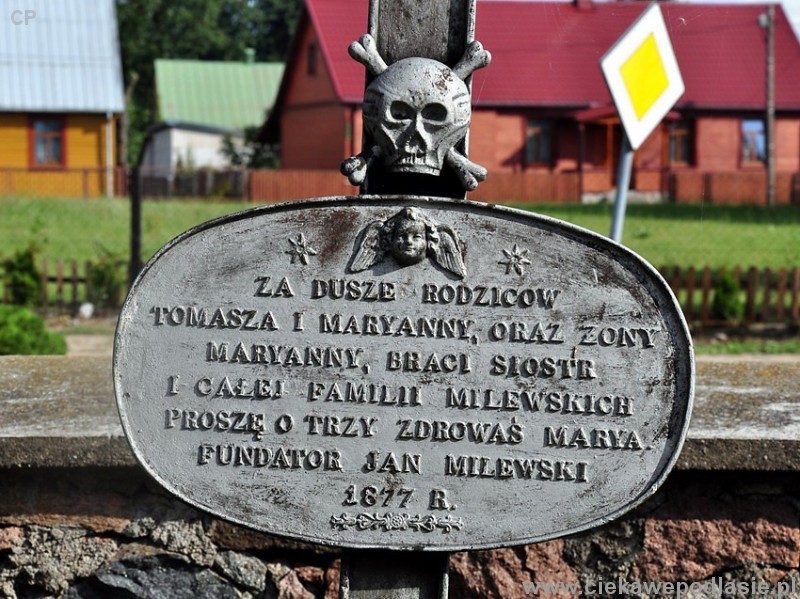 CP
ZA DUSZE RODZICOW
TOMASZA I MARYANNY, ORAZ ŻONY
MARYANNY, BRACI SIOSTR
I CAŁEJ FAMILII MILEWSKICH
PROSZĘ O TRZY ZDROWAŚ MARYA.
FUNDATOR JAN MILEWSKI
1877 R.
www.ciekawepodlasie.pl